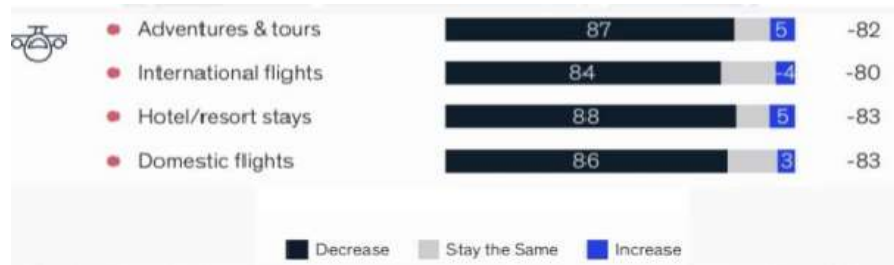 Adventures & tours 87 5 -82
International flights 84 -4 -80
Hotel/resort stays 88 5 -83
Domestic flights 86 3 -83
Decrease Stay the Same Increase